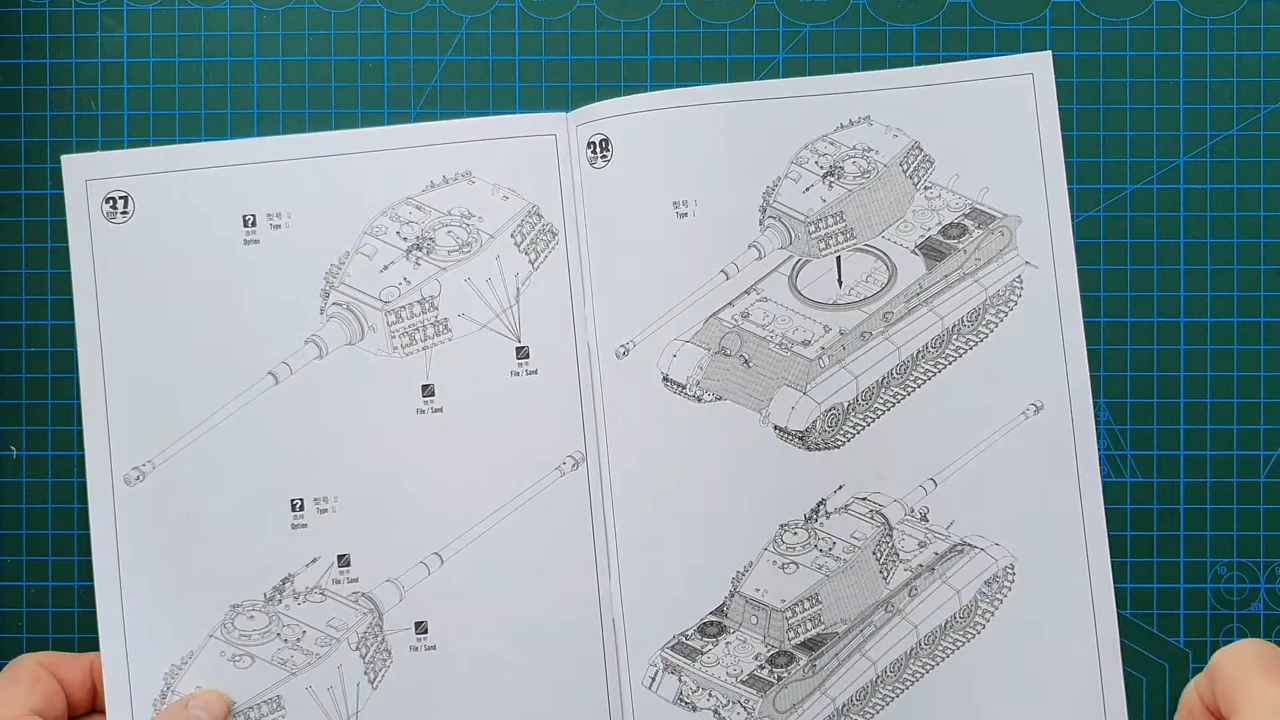 37
STEP
?
选择
Option
型号 II
Type II
锉平
File / Sand
锉平
File / Sand
?
选择
Option
型号 II
Type II
锉平
File / Sand
锉平
File / Sand
38
STEP
型号 I
Type I
10
20